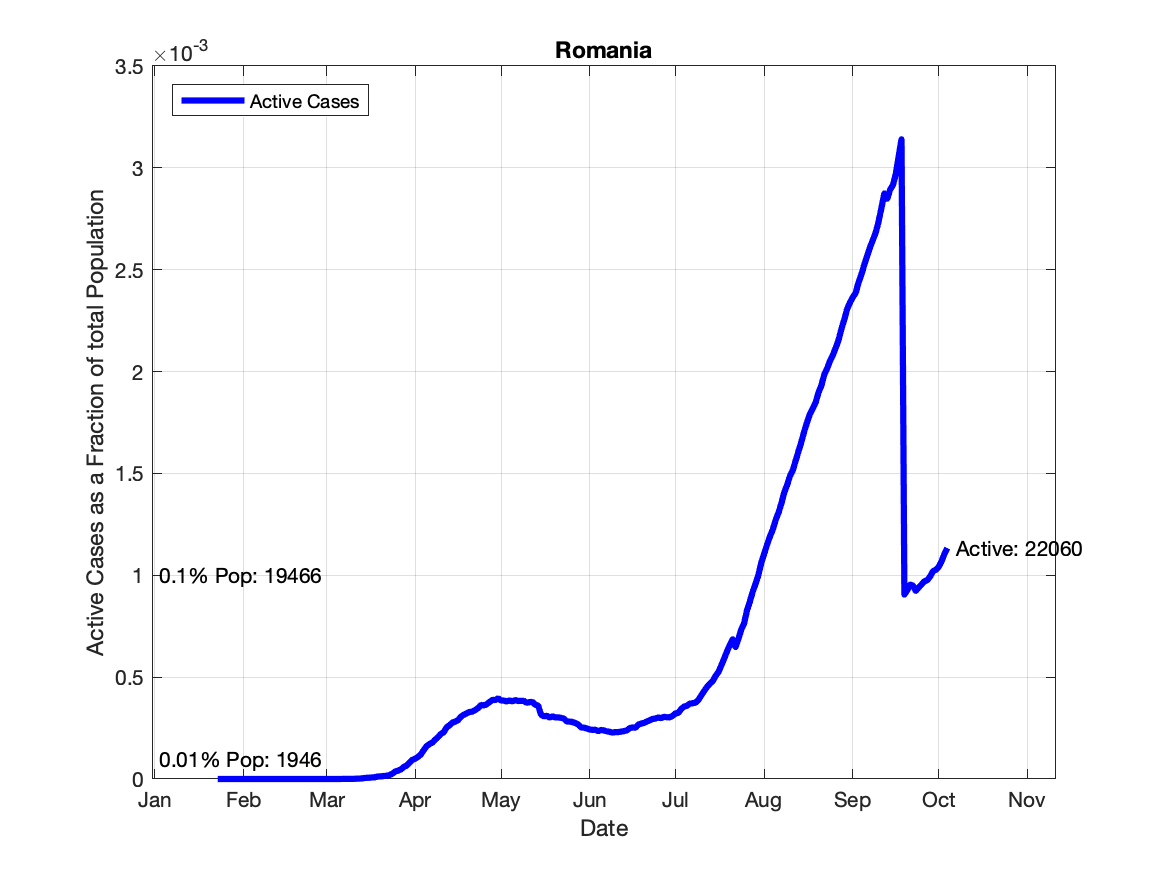 Romania
×10-3
3.5
3
2.5
2
1.5
1
0.5
0
Active Cases as a Fraction of total Population
Active Cases
Active: 22060
0.1% Pop: 19466
0.01% Pop: 1946
Jan Feb Mar Apr May Jun Jul Aug Sep Oct Nov
Date